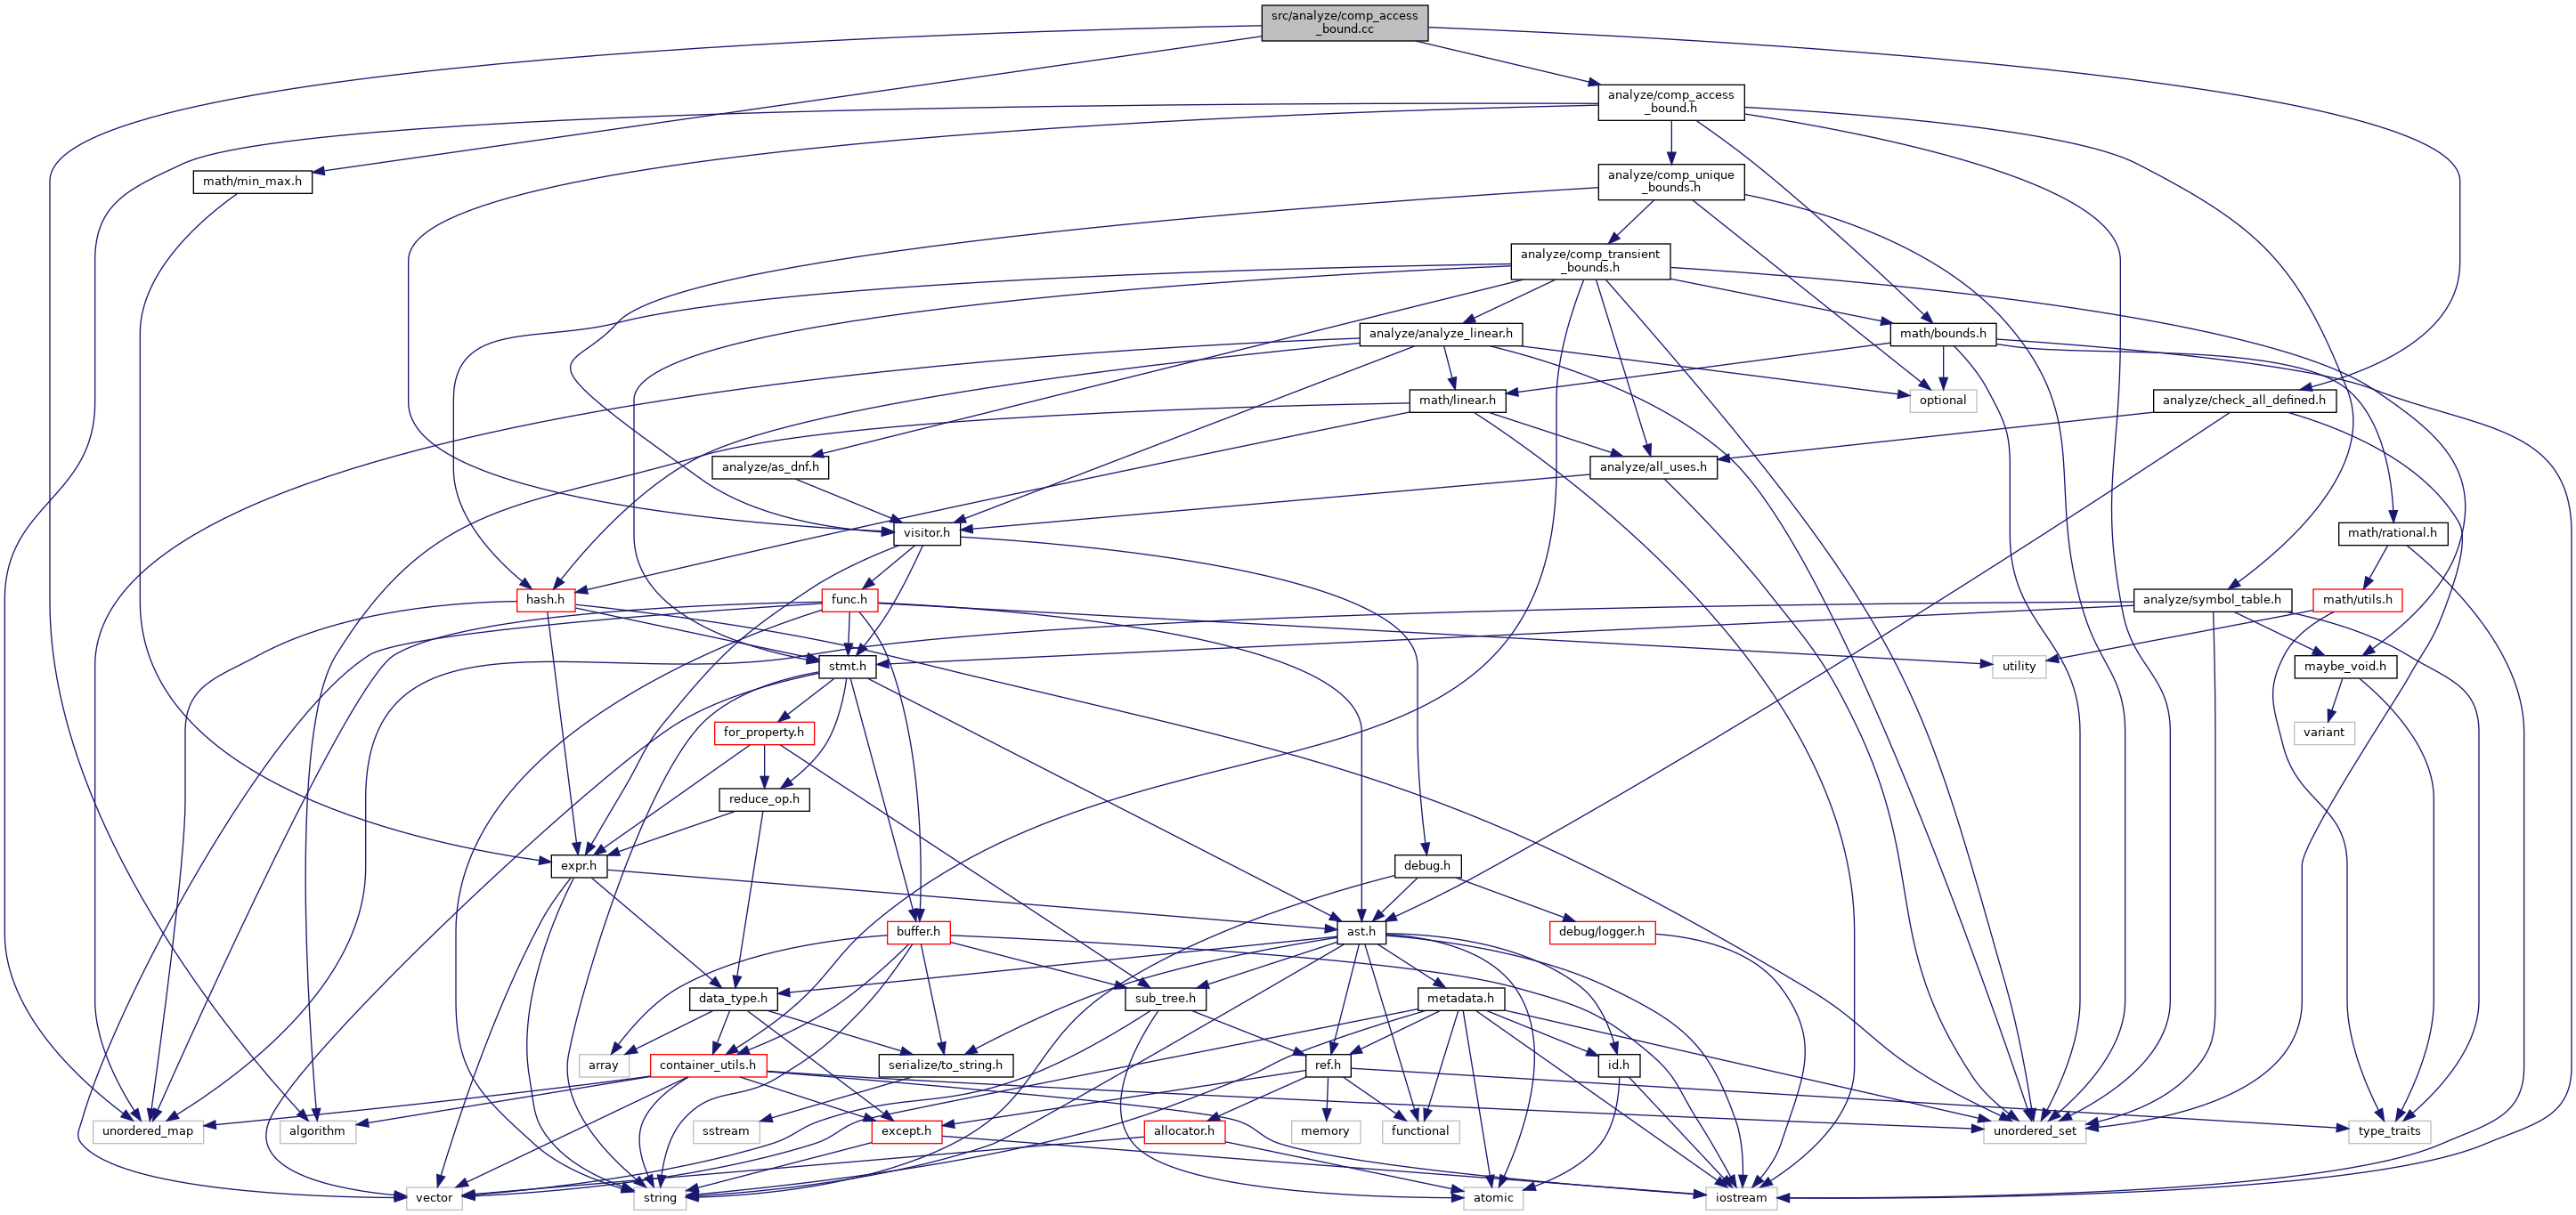 src/analyze/comp_access
_bound.cc
analyze/comp_access
_bound.h
math/min_max.h
analyze/comp_unique
_bounds.h
analyze/comp_transient
_bounds.h
analyze/analyze_linear.h
math/bounds.h
math/linear.h
optional
analyze/check_all_defined.h
analyze/as_dnf.h
analyze/all_uses.h
visitor.h
math/rational.h
hash.h
func.h
analyze/symbol_table.h
math/utils.h
stmt.h
utility
maybe_void.h
for_property.h
variant
reduce_op.h
expr.h
debug.h
buffer.h
ast.h
debug/logger.h
data_type.h
sub_tree.h
metadata.h
array
container_utils.h
serialize/to_string.h
ref.h
id.h
unordered_map
algorithm
sstream
except.h
allocator.h
memory
functional
unordered_set
type_traits
vector
string
atomic
iostream